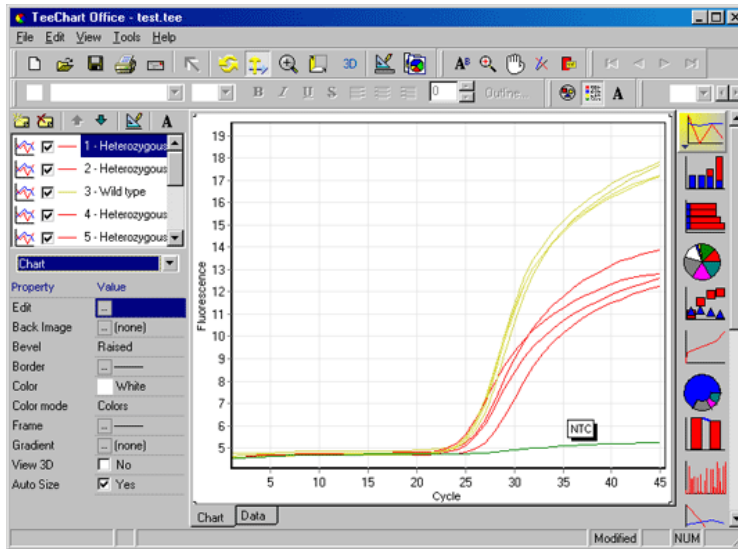 TeeChart Office - test.tee
File Edit View Tools Help
3D A B
B I U S 0 Outline... A
A
1 - Heterozygous
2 - Heterozygous
3 - Wild type
4 - Heterozygous
5 - Heterozygous
Chart
Property Value
Edit ...
Back Image ... (none)
Bevel Raised
Border ...
Color White
Color mode Colors
Frame ...
Gradient ... (none)
View 3D No
Auto Size Yes
19
18
17
16
15
14
13
12
11
10
9
8
7
6
5
Fluorescence
NTC
5 10 15 20 25 30 35 40 45
Cycle
Chart Data
Modified NUM